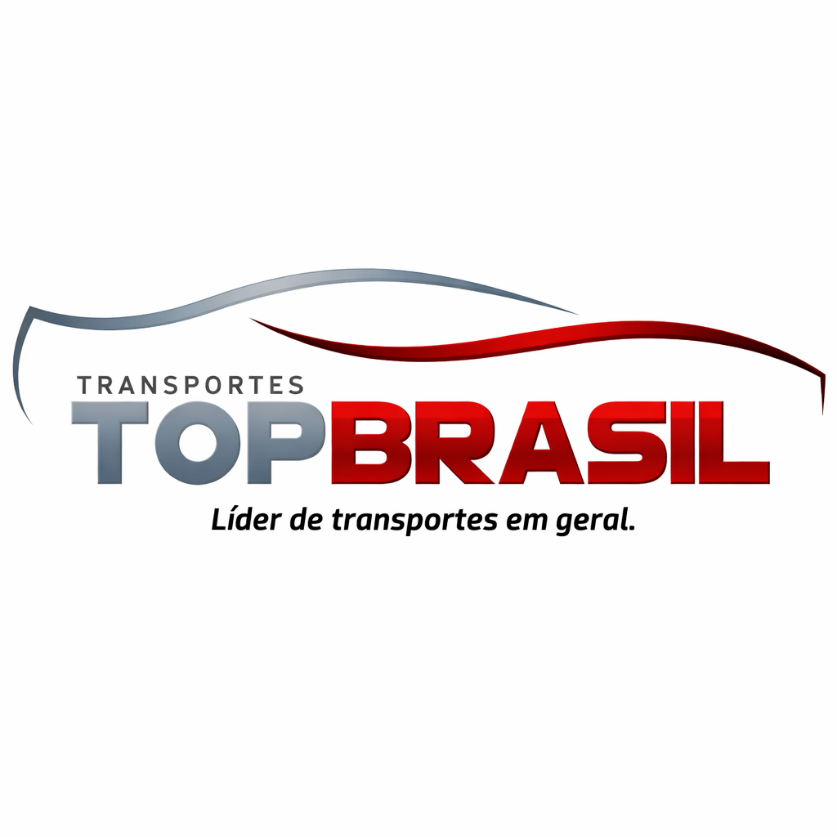 TRANSPORTES
TOPBRASIL
Líder de transportes em geral.